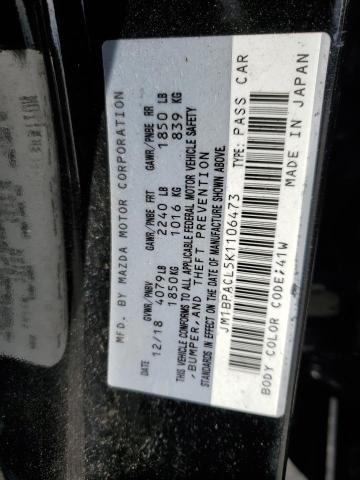 MFD. BY MAZDA MOTOR CORPORATION
GVWR/PNBV GAWR/PNBE FRT GAWR/PNBE RR
DATE 12/18 4079LB 2240 LB 1850 LB
1850KG 1016 KG 839 KG
THIS VEHICLE CONFORMS TO ALL APPLICABLE FEDERAL MOTOR VEHICLE SAFETY
/BUMPER,AND THEFT PREVENTION
STANDARDS IN EFFECT ON THE DATE OF MANUFACTURE SHOWN ABOVE.
JM1BPACL5K1106473 TYPE: PASS CAR
BODY COLOR CODE;41W MADE IN JAPAN